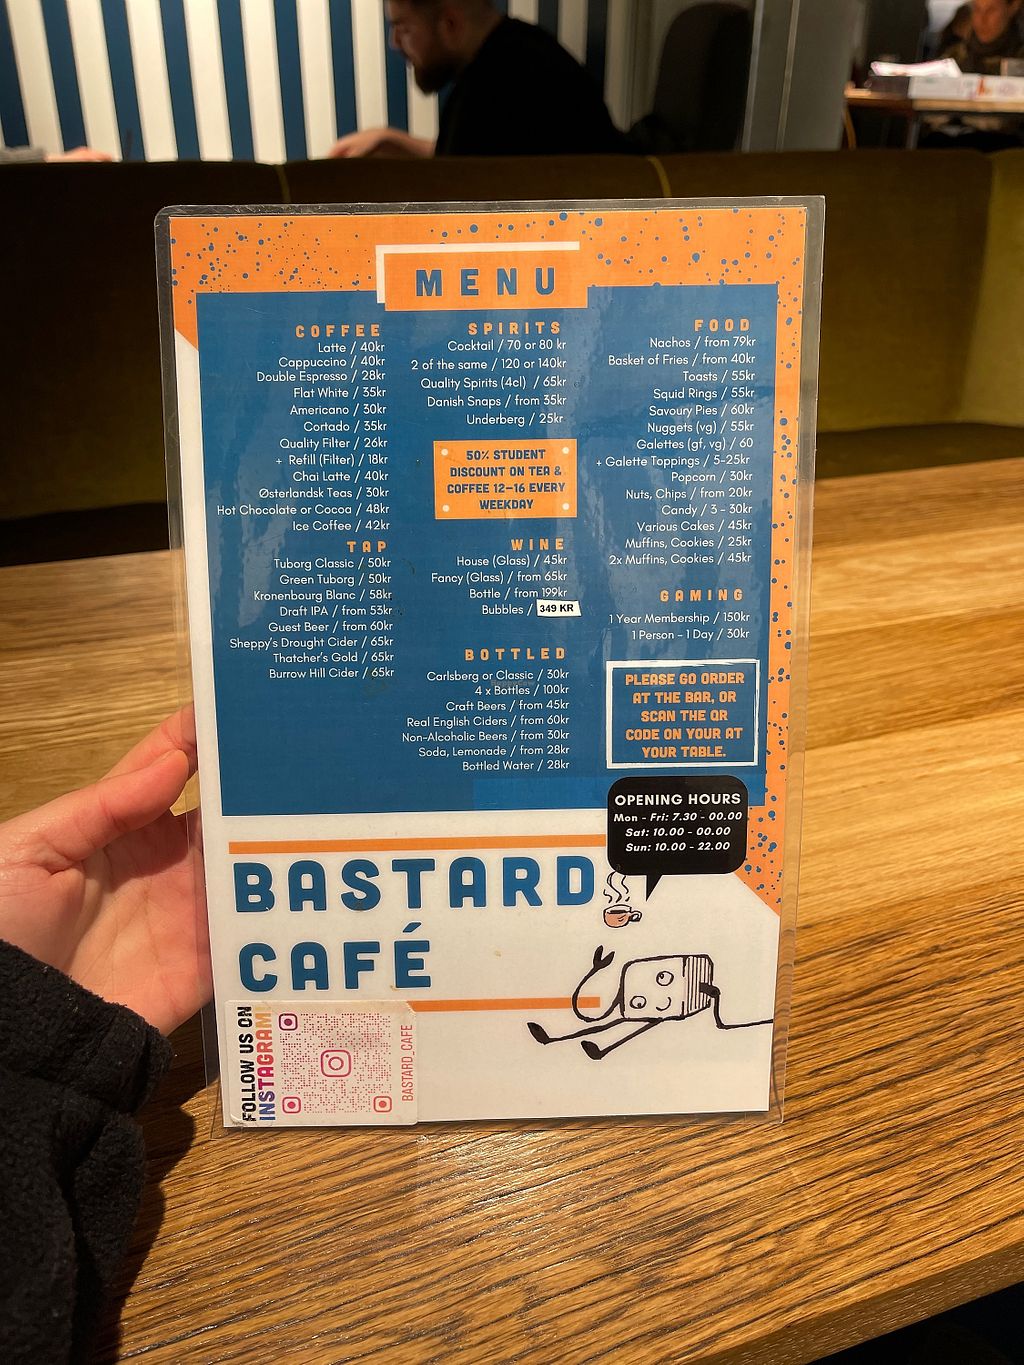 MENU
COFFEE
Latte / 40kr
Cappuccino / 40kr
Double Espresso / 28kr
Flat White / 35kr
Americano / 30kr
Cortado / 35kr
Quality Filter / 26kr
+ Refill (Filter) / 18kr
Chai Latte / 40kr
Østerlandsk Teas / 30kr
Hot Chocolate or Cocoa / 48kr
Ice Coffee / 42kr
TAP
Tuborg Classic / 50kr
Green Tuborg / 50kr
Kronenbourg Blanc / 58kr
Draft IPA / from 53kr
Guest Beer / from 60kr
Sheppy's Drought Cider / 65kr
Thatcher's Gold / 65kr
Burrow Hill Cider / 65kr
SPIRITS
Cocktail / 70 or 80 kr
2 of the same / 120 or 140kr
Quality Spirits (4cl) / 65kr
Danish Snaps / from 35kr
Underberg / 25kr
50% STUDENT
DISCOUNT ON TEA &
COFFEE 12-16 EVERY
WEEKDAY
WINE
House (Glass) / 45kr
Fancy (Glass) / from 65kr
Bottle / from 199kr
Bubbles / 349 KR
BOTTLED
Carlsberg or Classic / 30kr
4 x Bottles / 100kr
Craft Beers / from 45kr
Real English Ciders / from 60kr
Non-Alcoholic Beers / from 30kr
Soda, Lemonade / from 28kr
Bottled Water / 28kr
FOOD
Nachos / from 79kr
Basket of Fries / from 40kr
Toasts / 55kr
Squid Rings / 55kr
Savoury Pies / 60kr
Nuggets (vg) / 55kr
Galettes (gf, vg) / 60
+ Galette Toppings / 5-25kr
Popcorn / 30kr
Nuts, Chips / from 20kr
Candy / 3 - 30kr
Various Cakes / 45kr
Muffins, Cookies / 25kr
2x Muffins, Cookies / 45kr
GAMING
1 Year Membership / 150kr
1 Person - 1 Day / 30kr
PLEASE GO ORDER
AT THE BAR, OR
SCAN THE QR
CODE ON YOUR AT
YOUR TABLE.
OPENING HOURS
Mon - Fri: 7.30 - 00.00
Sat: 10.00 - 00.00
Sun: 10.00 - 22.00
BASTARD
CAFÉ
FOLLOW US ON
INSTAGRAM!
BASTARD_CAFE